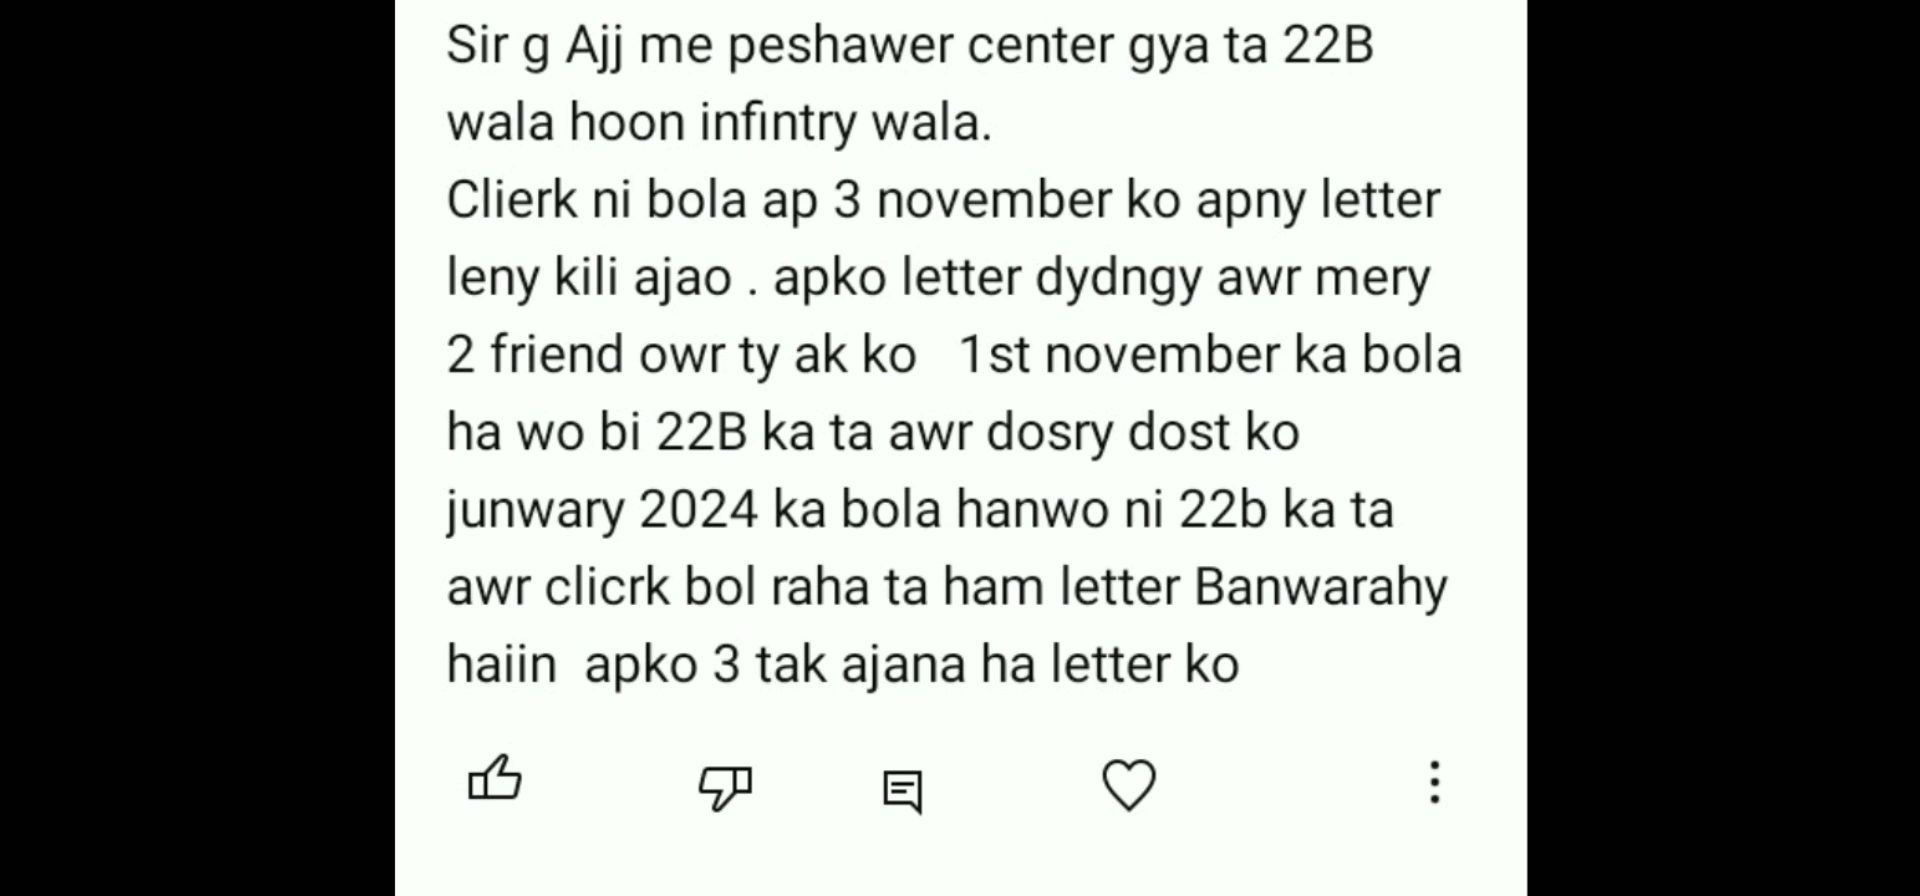 Sir g Ajj me peshawer center gya ta 22B
wala hoon infintry wala.
Clierk ni bola ap 3 november ko apny letter
leny kili ajao . apko letter dydngy awr mery
2 friend owr ty ak ko 1st november ka bola
ha wo bi 22B ka ta awr dosry dost ko
junwary 2024 ka bola hanwo ni 22b ka ta
awr clicrk bol raha ta ham letter Banwarahy
haiin apko 3 tak ajana ha letter ko